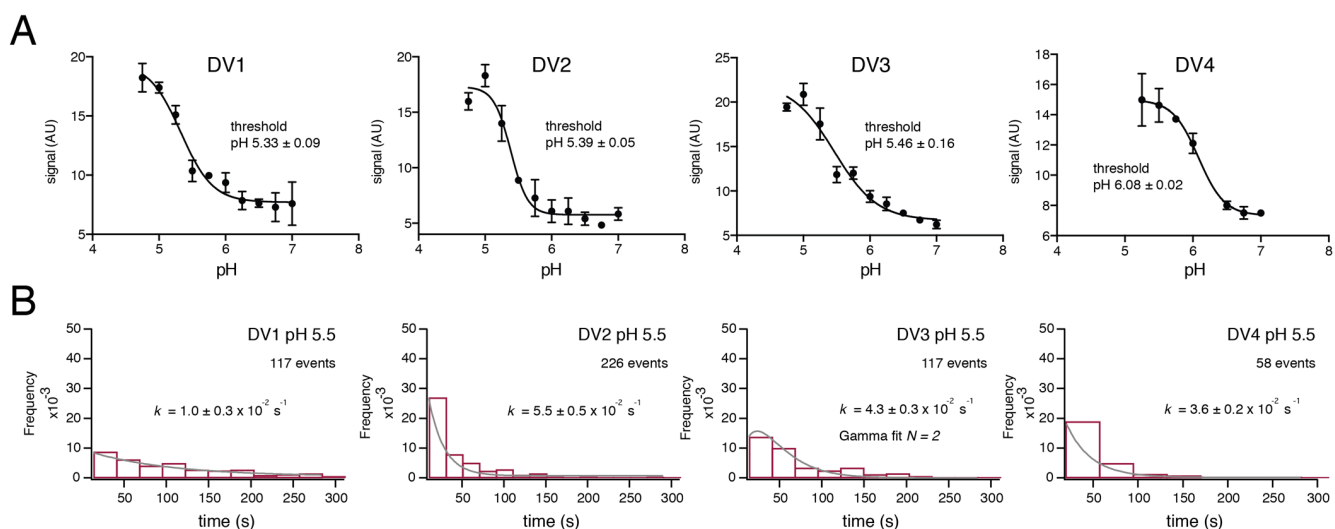 A
DV1
20
15
10
5
signal (AU)
threshold
pH 5.33 ± 0.09
4 5 6 7 8
pH
DV2
20
15
10
5
signal (AU)
threshold
pH 5.39 ± 0.05
4 5 6 7 8
pH
DV3
25
20
15
10
5
signal (AU)
threshold
pH 5.46 ± 0.16
4 5 6 7 8
pH
DV4
18
16
14
12
10
8
6
signal (AU)
threshold
pH 6.08 ± 0.02
4 5 6 7 8
pH
B
DV1 pH 5.5
117 events
50
40
30
20
10
0
Frequency
x10⁻³
k = 1.0 ± 0.3 x 10⁻² s⁻¹
50 100 150 200 250 300
time (s)
DV2 pH 5.5
226 events
50
40
30
20
10
0
Frequency
x10⁻³
k = 5.5 ± 0.5 x 10⁻² s⁻¹
50 100 150 200 250 300
time (s)
DV3 pH 5.5
117 events
50
40
30
20
10
0
Frequency
x10⁻³
k = 4.3 ± 0.3 x 10⁻² s⁻¹
Gamma fit N = 2
50 100 150 200 250 300
time (s)
DV4 pH 5.5
58 events
50
40
30
20
10
0
Frequency
x10⁻³
k = 3.6 ± 0.2 x 10⁻² s⁻¹
50 100 150 200 250 300
time (s)